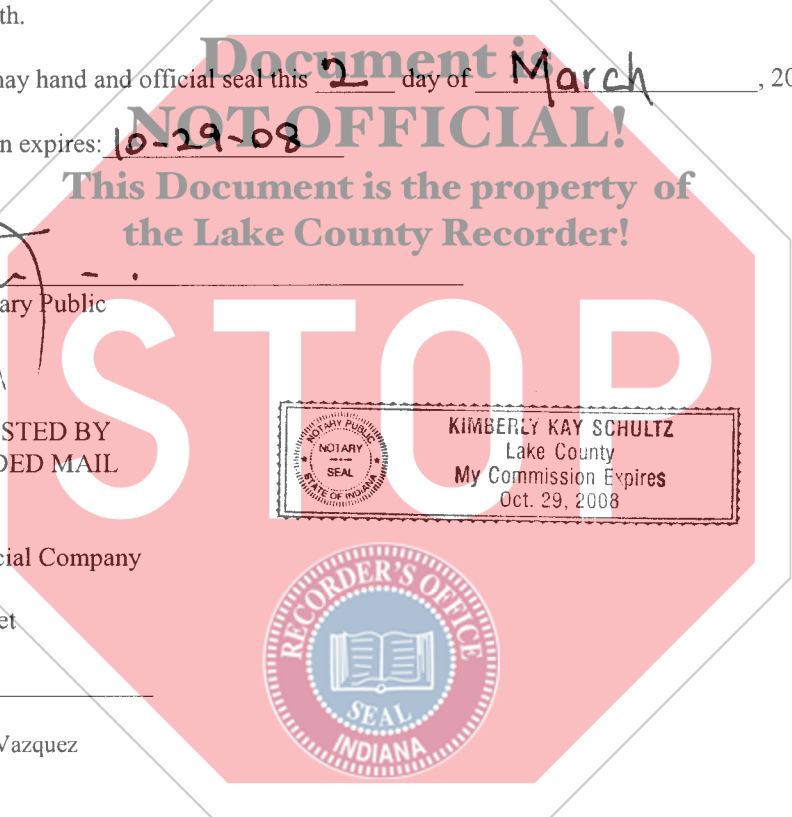 th.
Document is
may hand and official seal this 2 day of March, 20
NOT OFFICIAL!
n expires: 10-29-08
This Document is the property of
the Lake County Recorder!
ary Public
STOP
STED BY
DED MAIL
NOTARY PUBLIC
NOTARY
SEAL
STATE OF INDIANA
KIMBERLY KAY SCHULTZ
Lake County
My Commission Expires
Oct. 29, 2008
cial Company
et
RECORDER'S OFFICE
SEAL
INDIANA
Vazquez